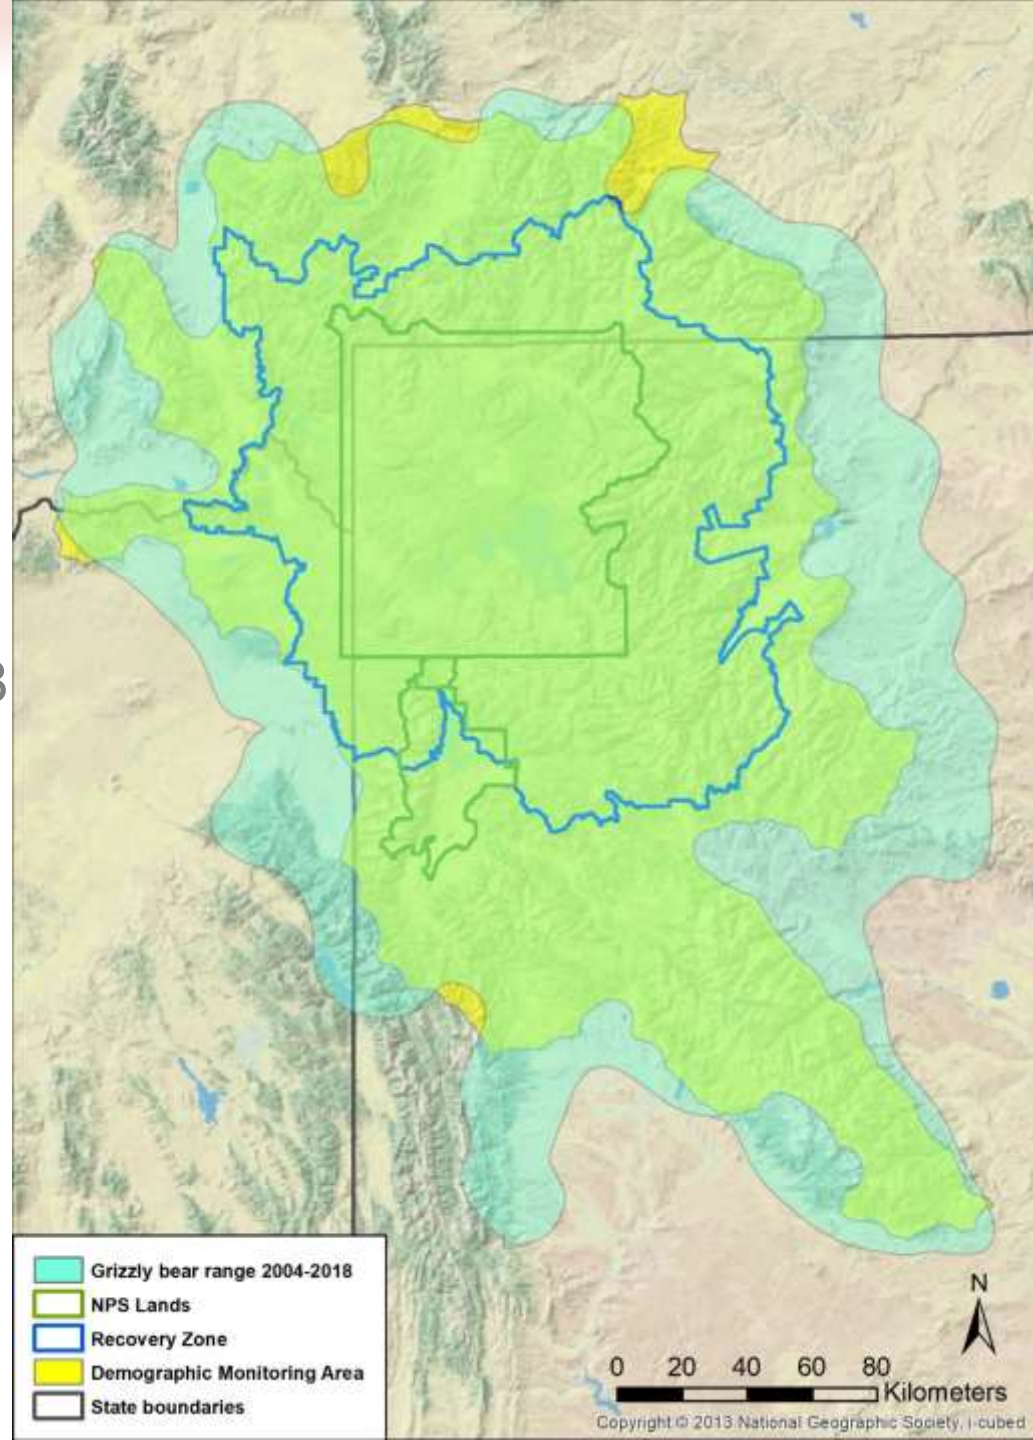 3
N
0 20 40 60 80
Kilometers
Copyright © 2013 National Geographic Society, i-cubed
Grizzly bear range 2004-2018
NPS Lands
Recovery Zone
Demographic Monitoring Area
State boundaries